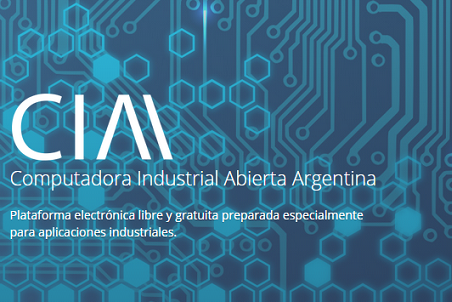 CIAA
Computadora Industrial Abierta Argentina
Plataforma electrónica libre y gratuita preparada especialmente
para aplicaciones industriales.